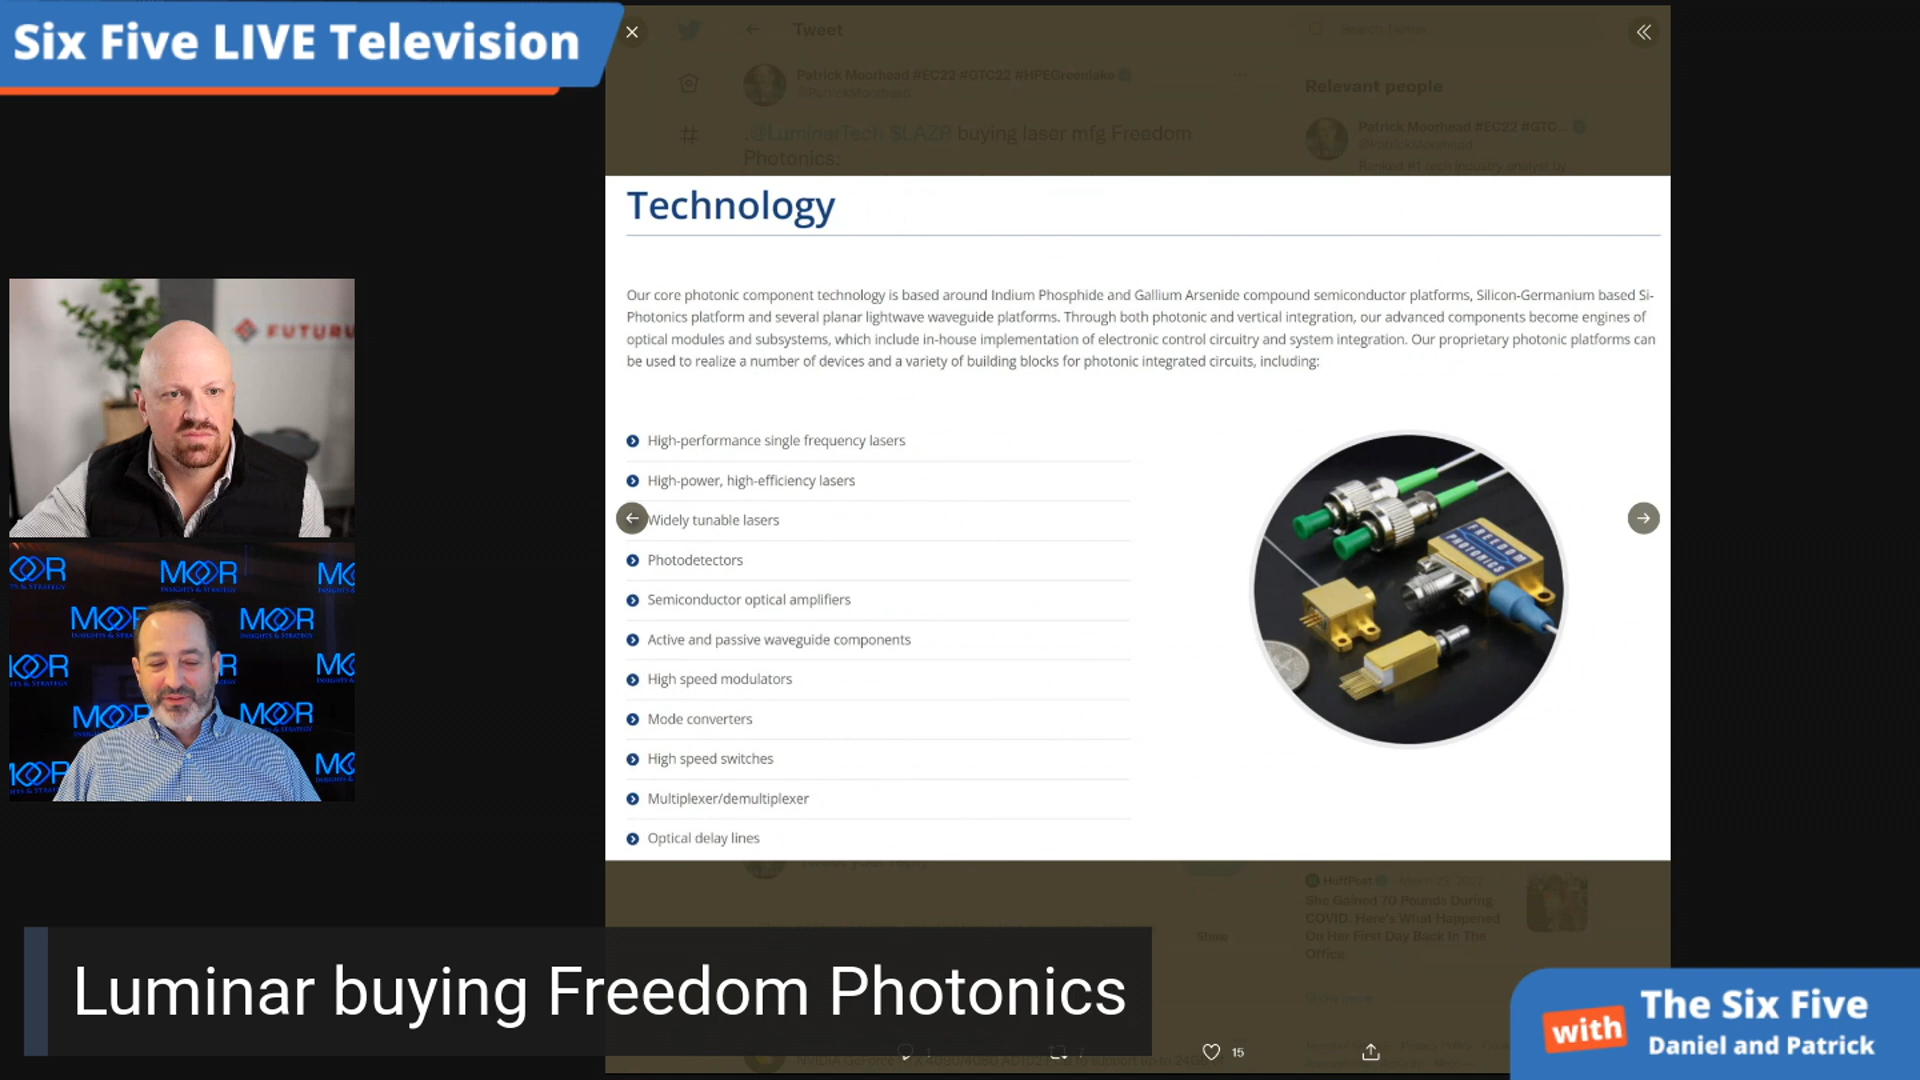 Six Five LIVE Television
Tweet
Search Twitter
Patrick Moorhead #EC22 #GTC22 #HPEGreenlake
@PatrickMoorhead
.@LuminarTech $LAZR buying laser mfg Freedom
Photonics:
Relevant people
Patrick Moorhead #EC22 #GTC...
@PatrickMoorhead
Ranked #1 tech industry analyst by
Technology
Our core photonic component technology is based around Indium Phosphide and Gallium Arsenide compound semiconductor platforms, Silicon-Germanium based Si-
Photonics platform and several planar lightwave waveguide platforms. Through both photonic and vertical integration, our advanced components become engines of
optical modules and subsystems, which include in-house implementation of electronic control circuitry and system integration. Our proprietary photonic platforms can
be used to realize a number of devices and a variety of building blocks for photonic integrated circuits, including:
High-performance single frequency lasers
High-power, high-efficiency lasers
Widely tunable lasers
Photodetectors
Semiconductor optical amplifiers
Active and passive waveguide components
High speed modulators
Mode converters
High speed switches
Multiplexer/demultiplexer
Optical delay lines
FREEDOM
PHOTONICS
FUTURU
MOOR
INSIGHTS & STRATEGY
HuffPost
She Gained 70 Pounds During
COVID. Here's What Happened
On Her First Day Back In The
Office
Show
Luminar buying Freedom Photonics
15
with
The Six Five
Daniel and Patrick